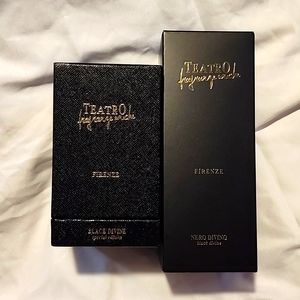 TEATRO
fragranze uniche
FIRENZE
BLACK DIVINE
special edition
TEATRO
fragranze uniche
FIRENZE
NERO DIVINO
black divine